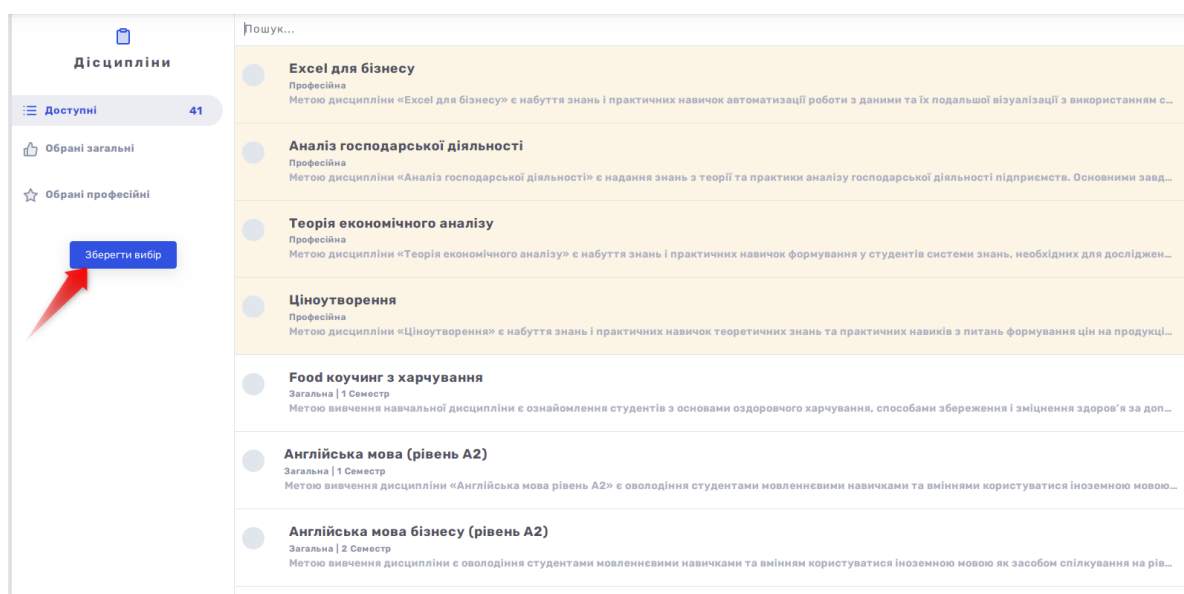 Дісципліни
Доступні 41
Обрані загальні
Обрані професійні
Зберегти вибір
Пошук...
Excel для бізнесу
Професійна
Метою дисципліни «Excel для бізнесу» є набуття знань і практичних навичок автоматизації роботи з даними та їх подальшої візуалізації з використанням с...
Аналіз господарської діяльності
Професійна
Метою дисципліни «Аналіз господарської діяльності» є надання знань з теорії та практики аналізу господарської діяльності підприємств. Основними завд...
Теорія економічного аналізу
Професійна
Метою дисципліни «Теорія економічного аналізу» є набуття знань і практичних навичок формування у студентів системи знань, необхідних для дослідżен...
Ціноутворення
Професійна
Метою дисципліни «Ціноутворення» є набуття знань і практичних навичок теоретичних знань та практичних навиків з питань формування цін на продукці...
Food коучинг з харчування
Загальна | 1 Семестр
Метою вивчення навчальної дисципліни є ознайомлення студентів з основами оздоровчого харчування, способами збереження і зміцнення здоров’я за доп...
Англійська мова (рівень А2)
Загальна | 1 Семестр
Метою вивчення дисципліни «Англійська мова рівень А2» є оволодіння студентами мовленнєвими навичками та вміннями користуватися іноземною мовою...
Англійська мова бізнесу (рівень А2)
Загальна | 2 Семестр
Метою вивчення дисципліни є оволодіння студентами мовленнєвими навичками та вмінням користуватися іноземною мовою як засобом спілкування на рів...